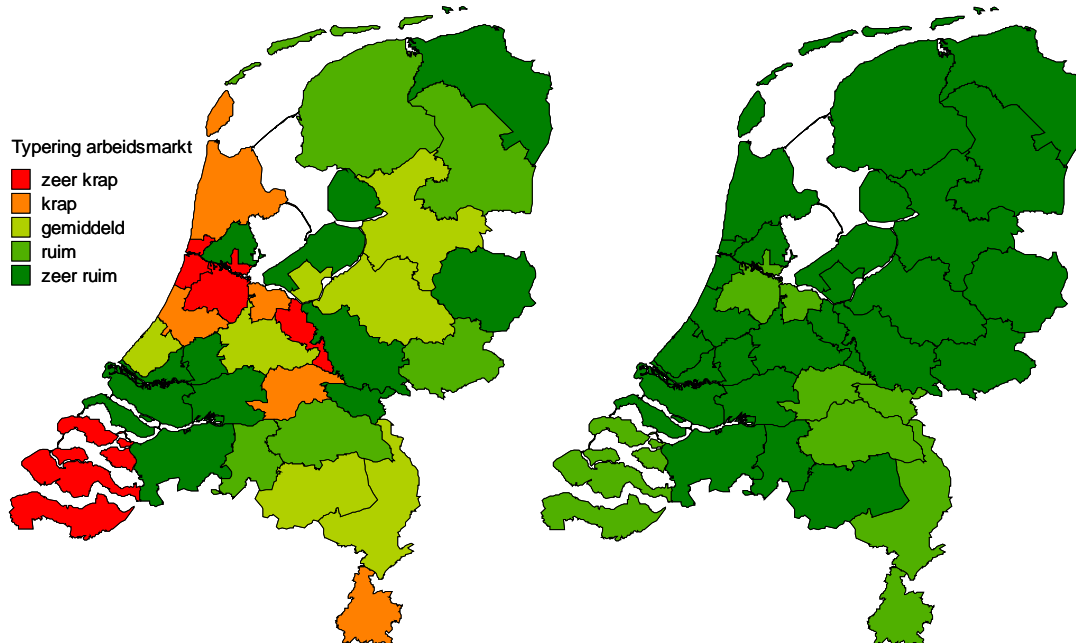 Typering arbeidsmarkt
zeer krap
krap
gemiddeld
ruim
zeer ruim